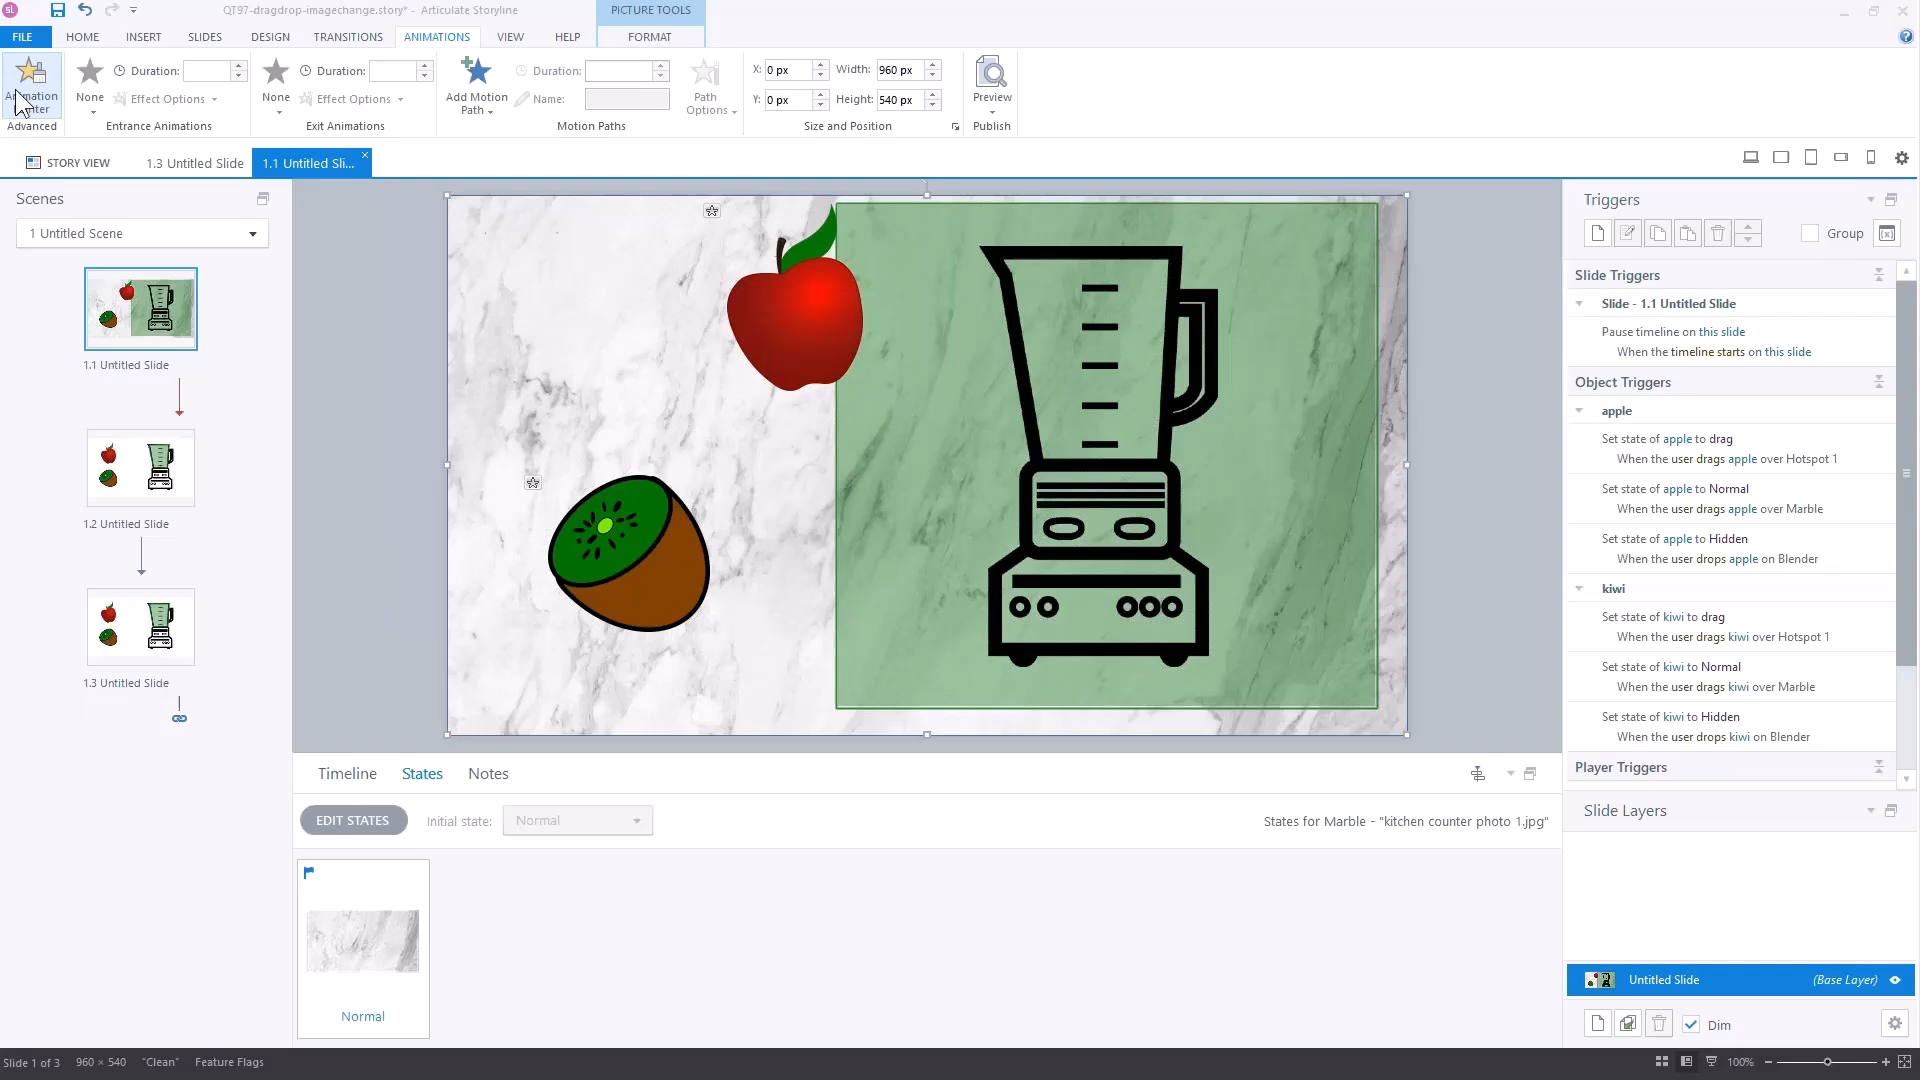 sl
QT97-dragdrop-imagechange.story* - Articulate Storyline
PICTURE TOOLS
FILE
HOME
INSERT
SLIDES
DESIGN
TRANSITIONS
ANIMATIONS
VIEW
HELP
FORMAT
Duration:
Duration:
Duration:
X: 0 px
Width: 960 px
None
Effect Options
None
Effect Options
Add Motion
Path
Name:
Path
Options
Y: 0 px
Height: 540 px
Preview
Advanced
Entrance Animations
Exit Animations
Motion Paths
Size and Position
Publish
STORY VIEW
1.3 Untitled Slide
1.1 Untitled Sli...
Scenes
1 Untitled Scene
1.1 Untitled Slide
1.2 Untitled Slide
1.3 Untitled Slide
Timeline
States
Notes
EDIT STATES
Initial state:
Normal
States for Marble - "kitchen counter photo 1.jpg"
Normal
Triggers
Group
Slide Triggers
Slide - 1.1 Untitled Slide
Pause timeline on this slide
When the timeline starts on this slide
Object Triggers
apple
Set state of apple to drag
When the user drags apple over Hotspot 1
Set state of apple to Normal
When the user drags apple over Marble
Set state of apple to Hidden
When the user drops apple on Blender
kiwi
Set state of kiwi to drag
When the user drags kiwi over Hotspot 1
Set state of kiwi to Normal
When the user drags kiwi over Marble
Set state of kiwi to Hidden
When the user drops kiwi on Blender
Player Triggers
Slide Layers
Untitled Slide
(Base Layer)
Dim
Slide 1 of 3
960 × 540
"Clean"
Feature Flags
100%